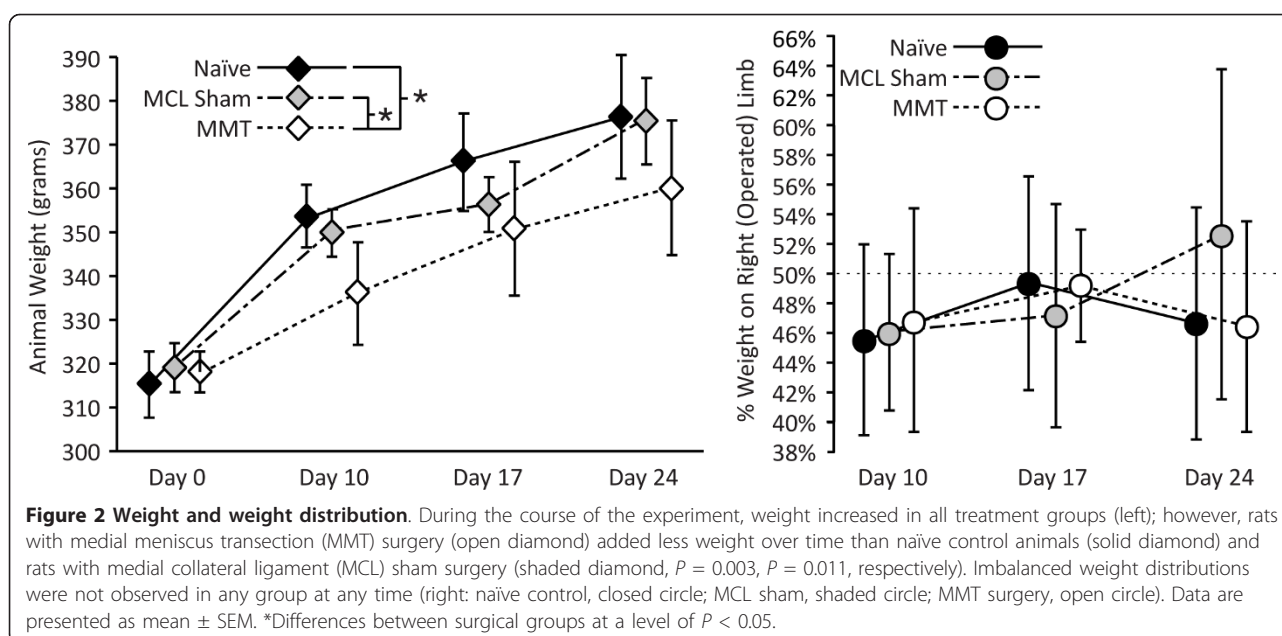 390
380
370
360
350
340
330
320
310
300
Animal Weight (grams)
Naïve
MCL Sham
MMT
*
*
Day 0 Day 10 Day 17 Day 24
66%
64%
62%
60%
58%
56%
54%
52%
50%
48%
46%
44%
42%
40%
38%
% Weight on Right (Operated) Limb
Naïve
MCL Sham
MMT
Day 10 Day 17 Day 24
Figure 2 Weight and weight distribution. During the course of the experiment, weight increased in all treatment groups (left); however, rats
with medial meniscus transection (MMT) surgery (open diamond) added less weight over time than naïve control animals (solid diamond) and
rats with medial collateral ligament (MCL) sham surgery (shaded diamond, P = 0.003, P = 0.011, respectively). Imbalanced weight distributions
were not observed in any group at any time (right: naïve control, closed circle; MCL sham, shaded circle; MMT surgery, open circle). Data are
presented as mean ± SEM. *Differences between surgical groups at a level of P < 0.05.